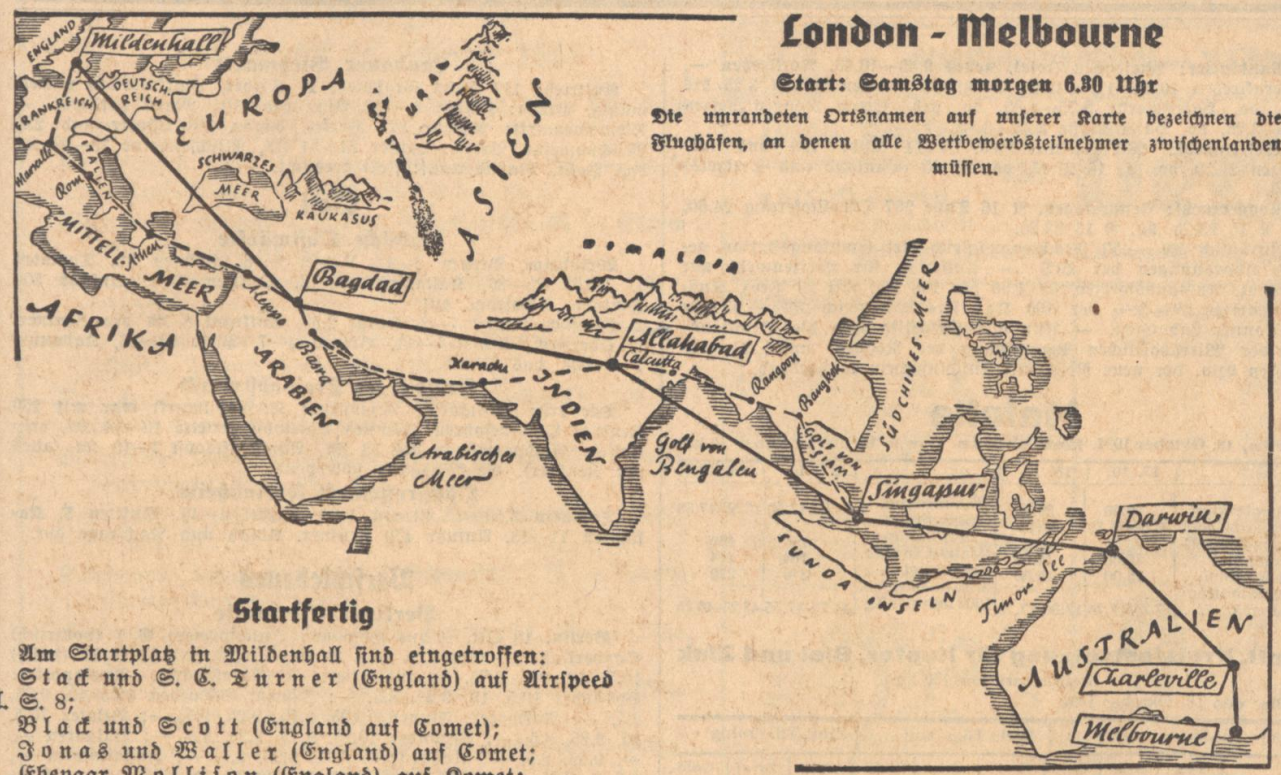 London - Melbourne
Start: Samstag morgen 6.30 Uhr
Die umrandeten Ortsnamen auf unserer Karte bezeichnen die
Flughäfen, an denen alle Wettbewerbsteilnehmer zwischenlanden
müssen.
ENGLAND
Mildenhall
DEUTSCH-
REICH
FRANKREICH
EUROPA
URAL
ASIEN
ITALIEN
Rom
SCHWARZES
MEER
KAUKASUS
MITTELL-
MEER
Athen
Aleppo
Bagdad
AFRIKA
ARABIEN
Karachi
INDIEN
Allahabad
Calcutta
Rangoon
Bangkok
SÜDCHINES-MEER
GOLF VON
SIAM
Arabisches
Meer
Golf von
Bengalen
Singapur
SUNDA INSELN
Timor See
Darwin
AUSTRALIEN
Charleville
Melbourne
Startfertig
Am Startplatz in Mildenhall sind eingetroffen:
Stack und S. C. Turner (England) auf Airspeed
S. 8;
Black und Scott (England auf Comet);
Jonas und Waller (England) auf Comet;